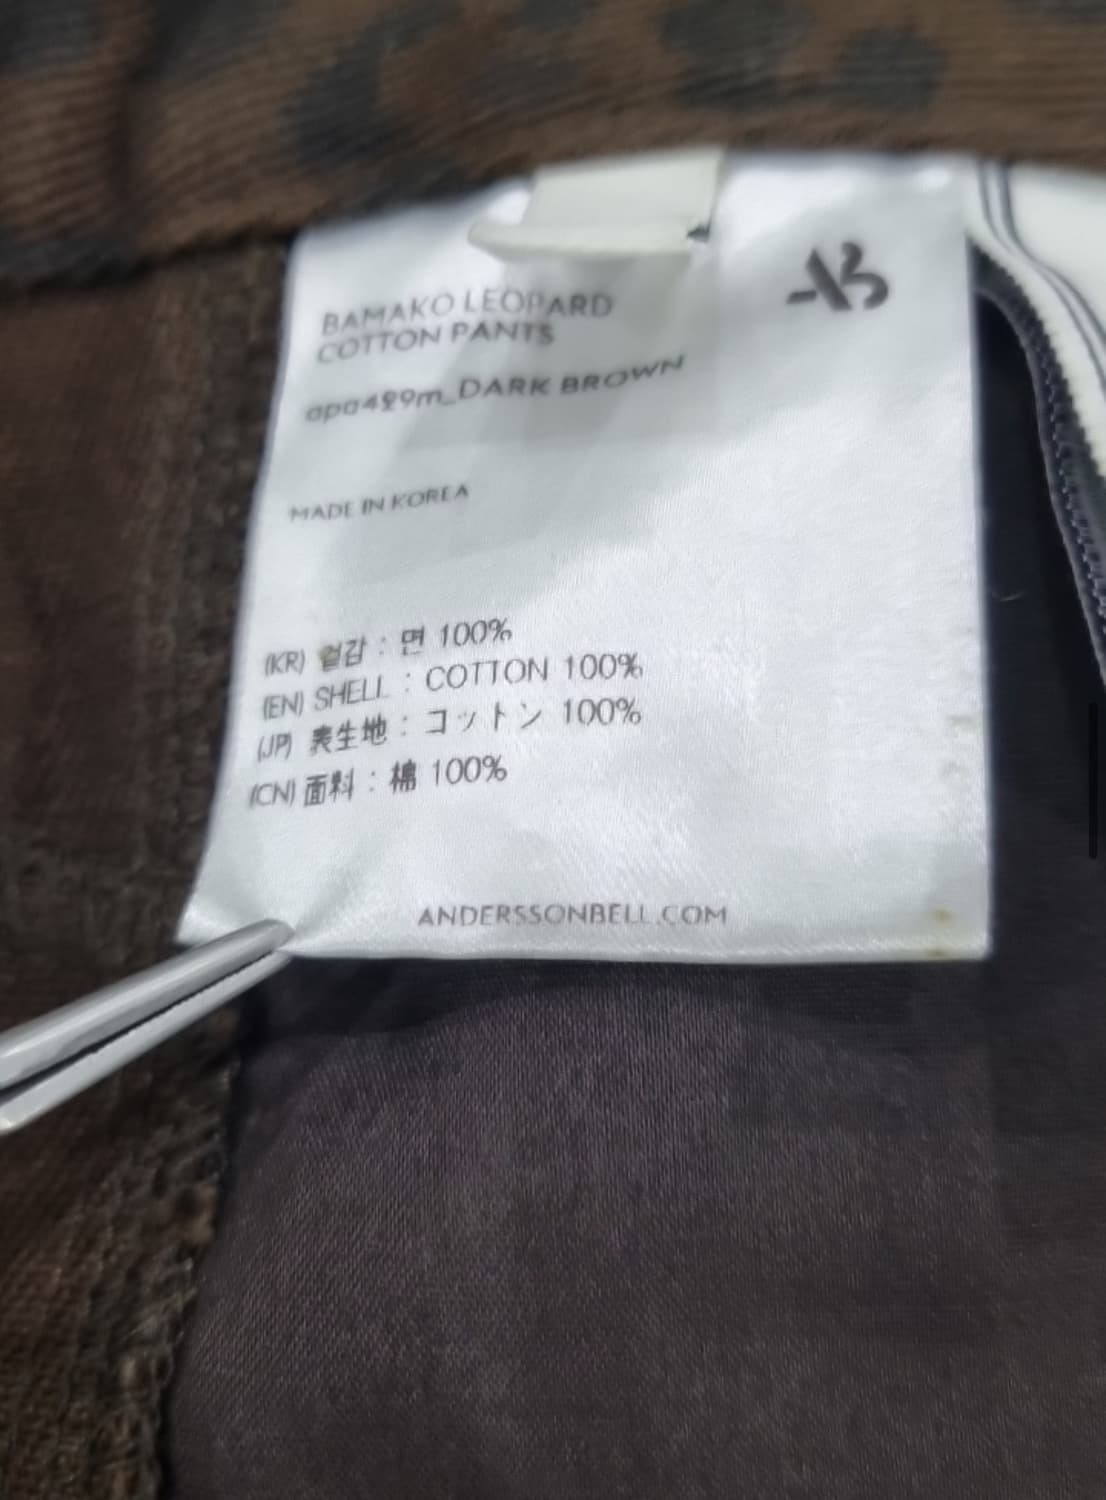 BAMAKO LEOPARD
COTTON PANTS
MADE IN KOREA
(KR) 겉감 : 면 100%
(EN) SHELL : COTTON 100%
(JP) 表生地 : コットン 100%
(CN) 面料 : 棉 100%
ANDERSSONBELL.COM
DARK BROWN